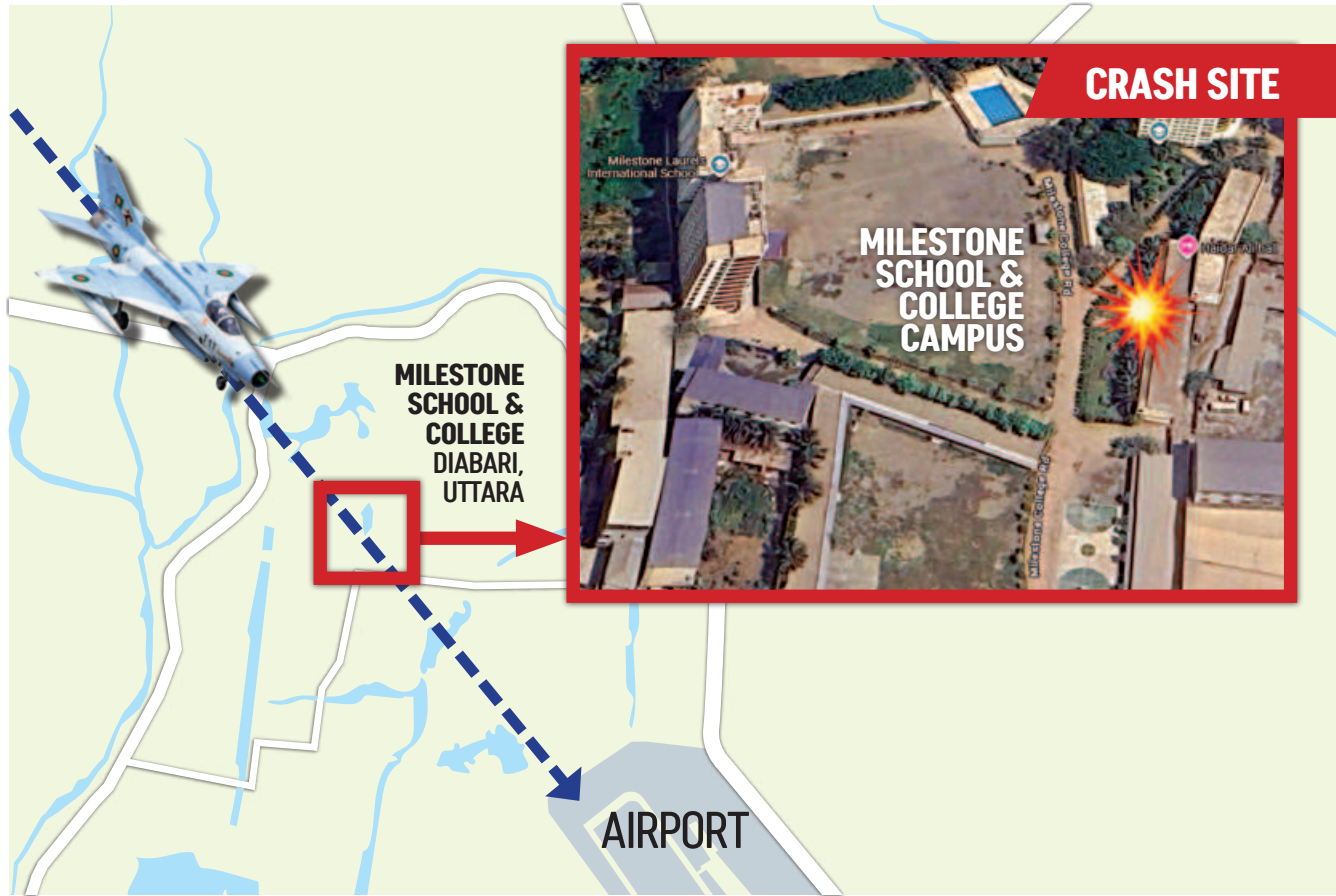 CRASH SITE
Milestone Laurels
International School
MILESTONE
SCHOOL &
COLLEGE
CAMPUS
Milestone College Rd
Milestone College Rd
MILESTONE
SCHOOL &
COLLEGE
DIABARI,
UTTARA
AIRPORT